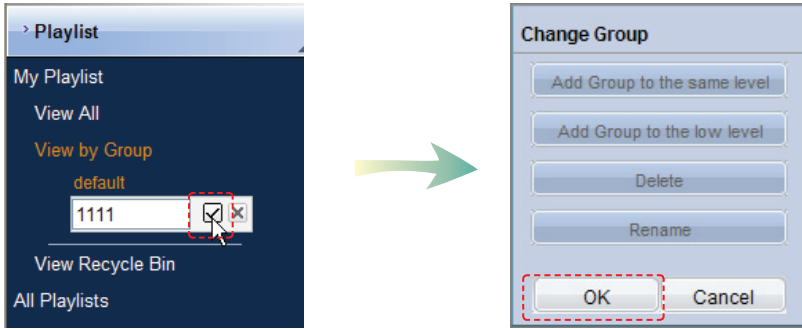 Playlist
My Playlist
View All
View by Group
default
1111
View Recycle Bin
All Playlists
Change Group
Add Group to the same level
Add Group to the low level
Delete
Rename
OK
Cancel